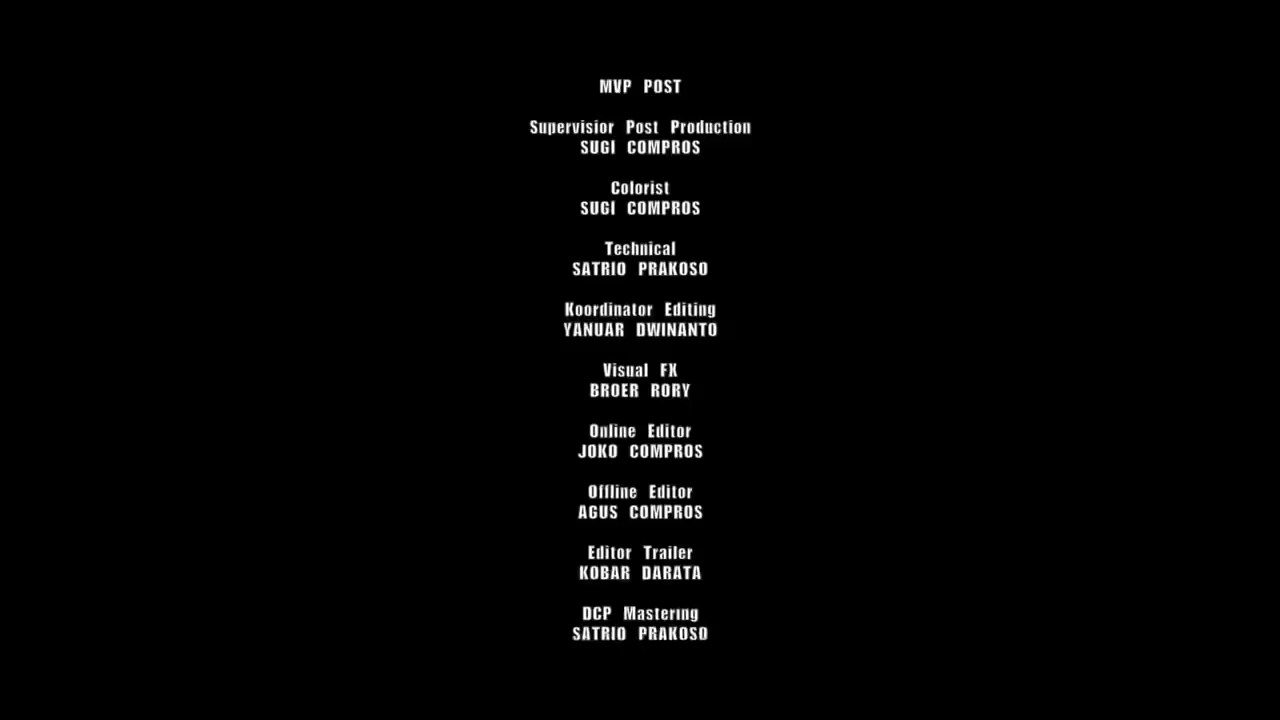 MVP POST
Supervisior Post Production
SUGI COMPROS
Colorist
SUGI COMPROS
Technical
SATRIO PRAKOSO
Koordinator Editing
YANUAR DWINANTO
Visual FX
BROER RORY
Online Editor
JOKO COMPROS
Offline Editor
AGUS COMPROS
Editor Trailer
KOBAR DARATA
DCP Mastering
SATRIO PRAKOSO